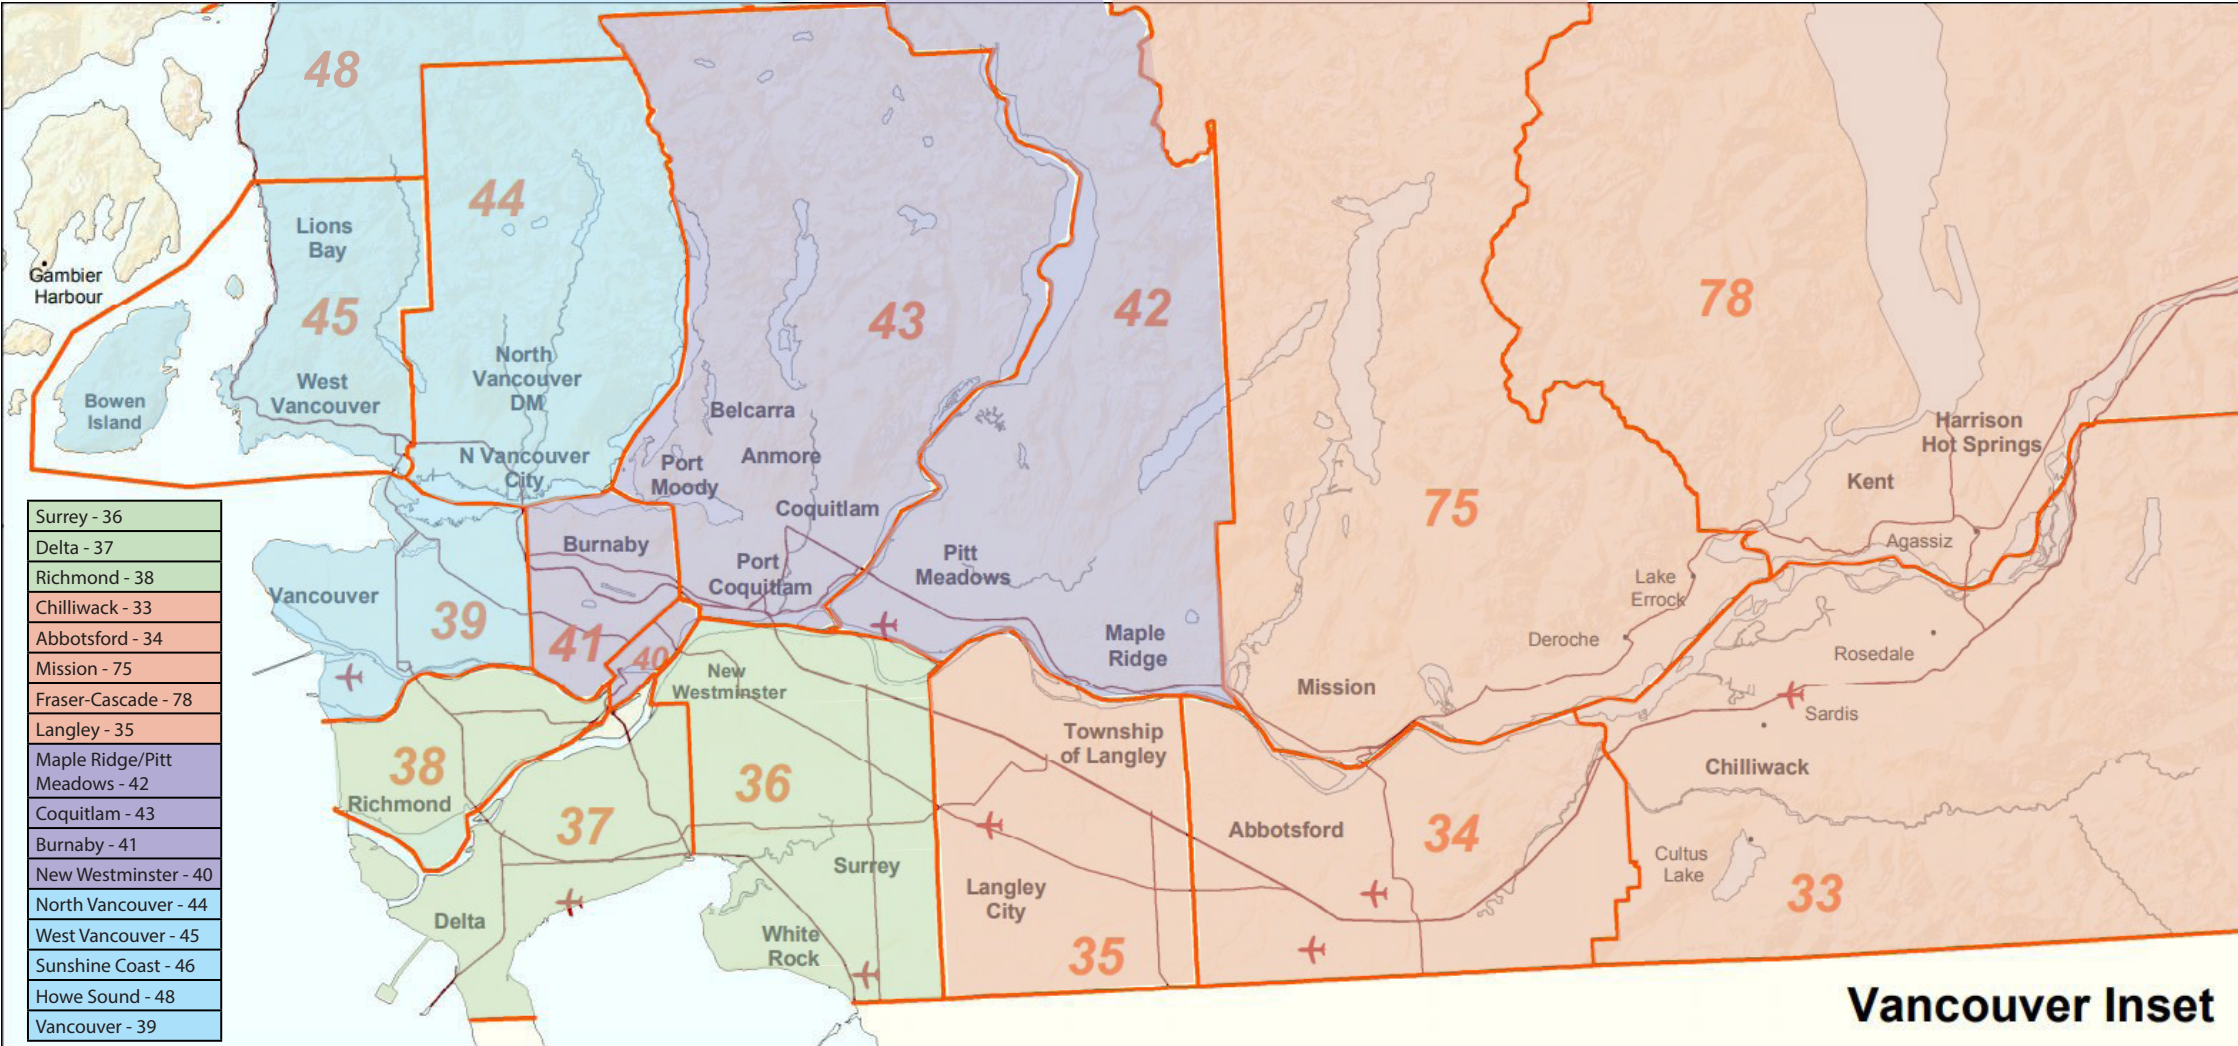 48
44
Lions
Bay
Gambier
Harbour
45
43
42
78
North
Vancouver
DM
West
Vancouver
Bowen
Island
Belcarra
Harrison
Hot Springs
N Vancouver
City
Port
Moody
Anmore
Kent
Coquitlam
75
Burnaby
Port
Coquitlam
Pitt
Meadows
Agassiz
Vancouver
39
41
40
Lake
Errock
Deroche
Maple
Ridge
Rosedale
New
Westminster
Mission
Sardis
Township
of Langley
38
Richmond
36
37
Chilliwack
Abbotsford
34
Surrey
Cultus
Lake
33
Langley
City
Delta
White
Rock
35
Surrey - 36
Delta - 37
Richmond - 38
Chilliwack - 33
Abbotsford - 34
Mission - 75
Fraser-Cascade - 78
Langley - 35
Maple Ridge/Pitt
Meadows - 42
Coquitlam - 43
Burnaby - 41
New Westminster - 40
North Vancouver - 44
West Vancouver - 45
Sunshine Coast - 46
Howe Sound - 48
Vancouver - 39
Vancouver Inset